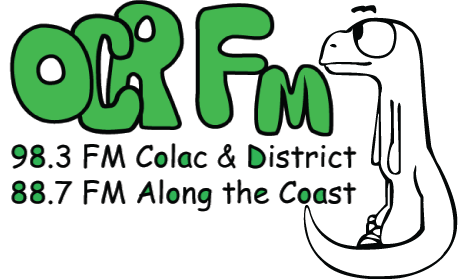 OCR FM
98.3 FM Colac & District
88.7 FM Along the Coast